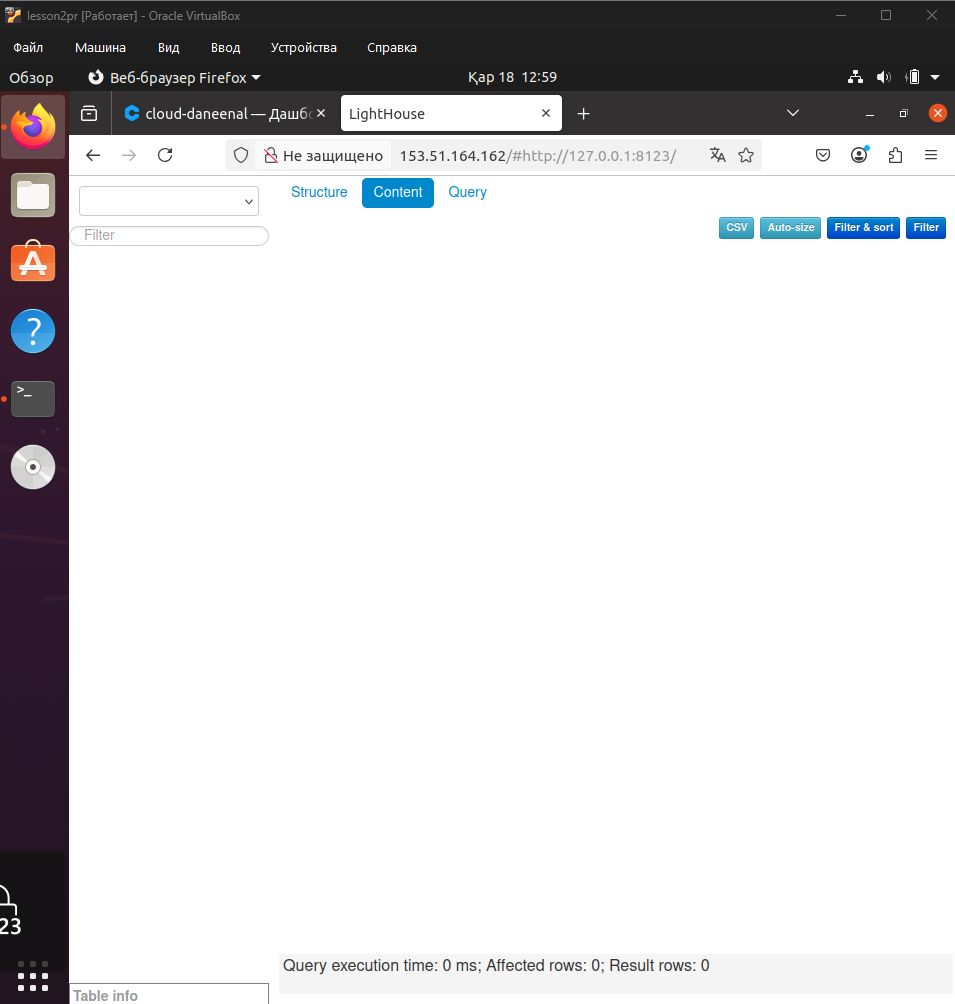 lesson2pr [Работает] - Oracle VirtualBox
Файл Машина Вид Ввод Устройства Справка
Обзор Веб-браузер Firefox Қар 18 12:59
cloud-daneenal — Дашбо LightHouse
Не защищено 153.51.164.162/#http://127.0.0.1:8123/
Structure Content Query
Filter
CSV Auto-size Filter & sort Filter
>_
23
Query execution time: 0 ms; Affected rows: 0; Result rows: 0
Table info